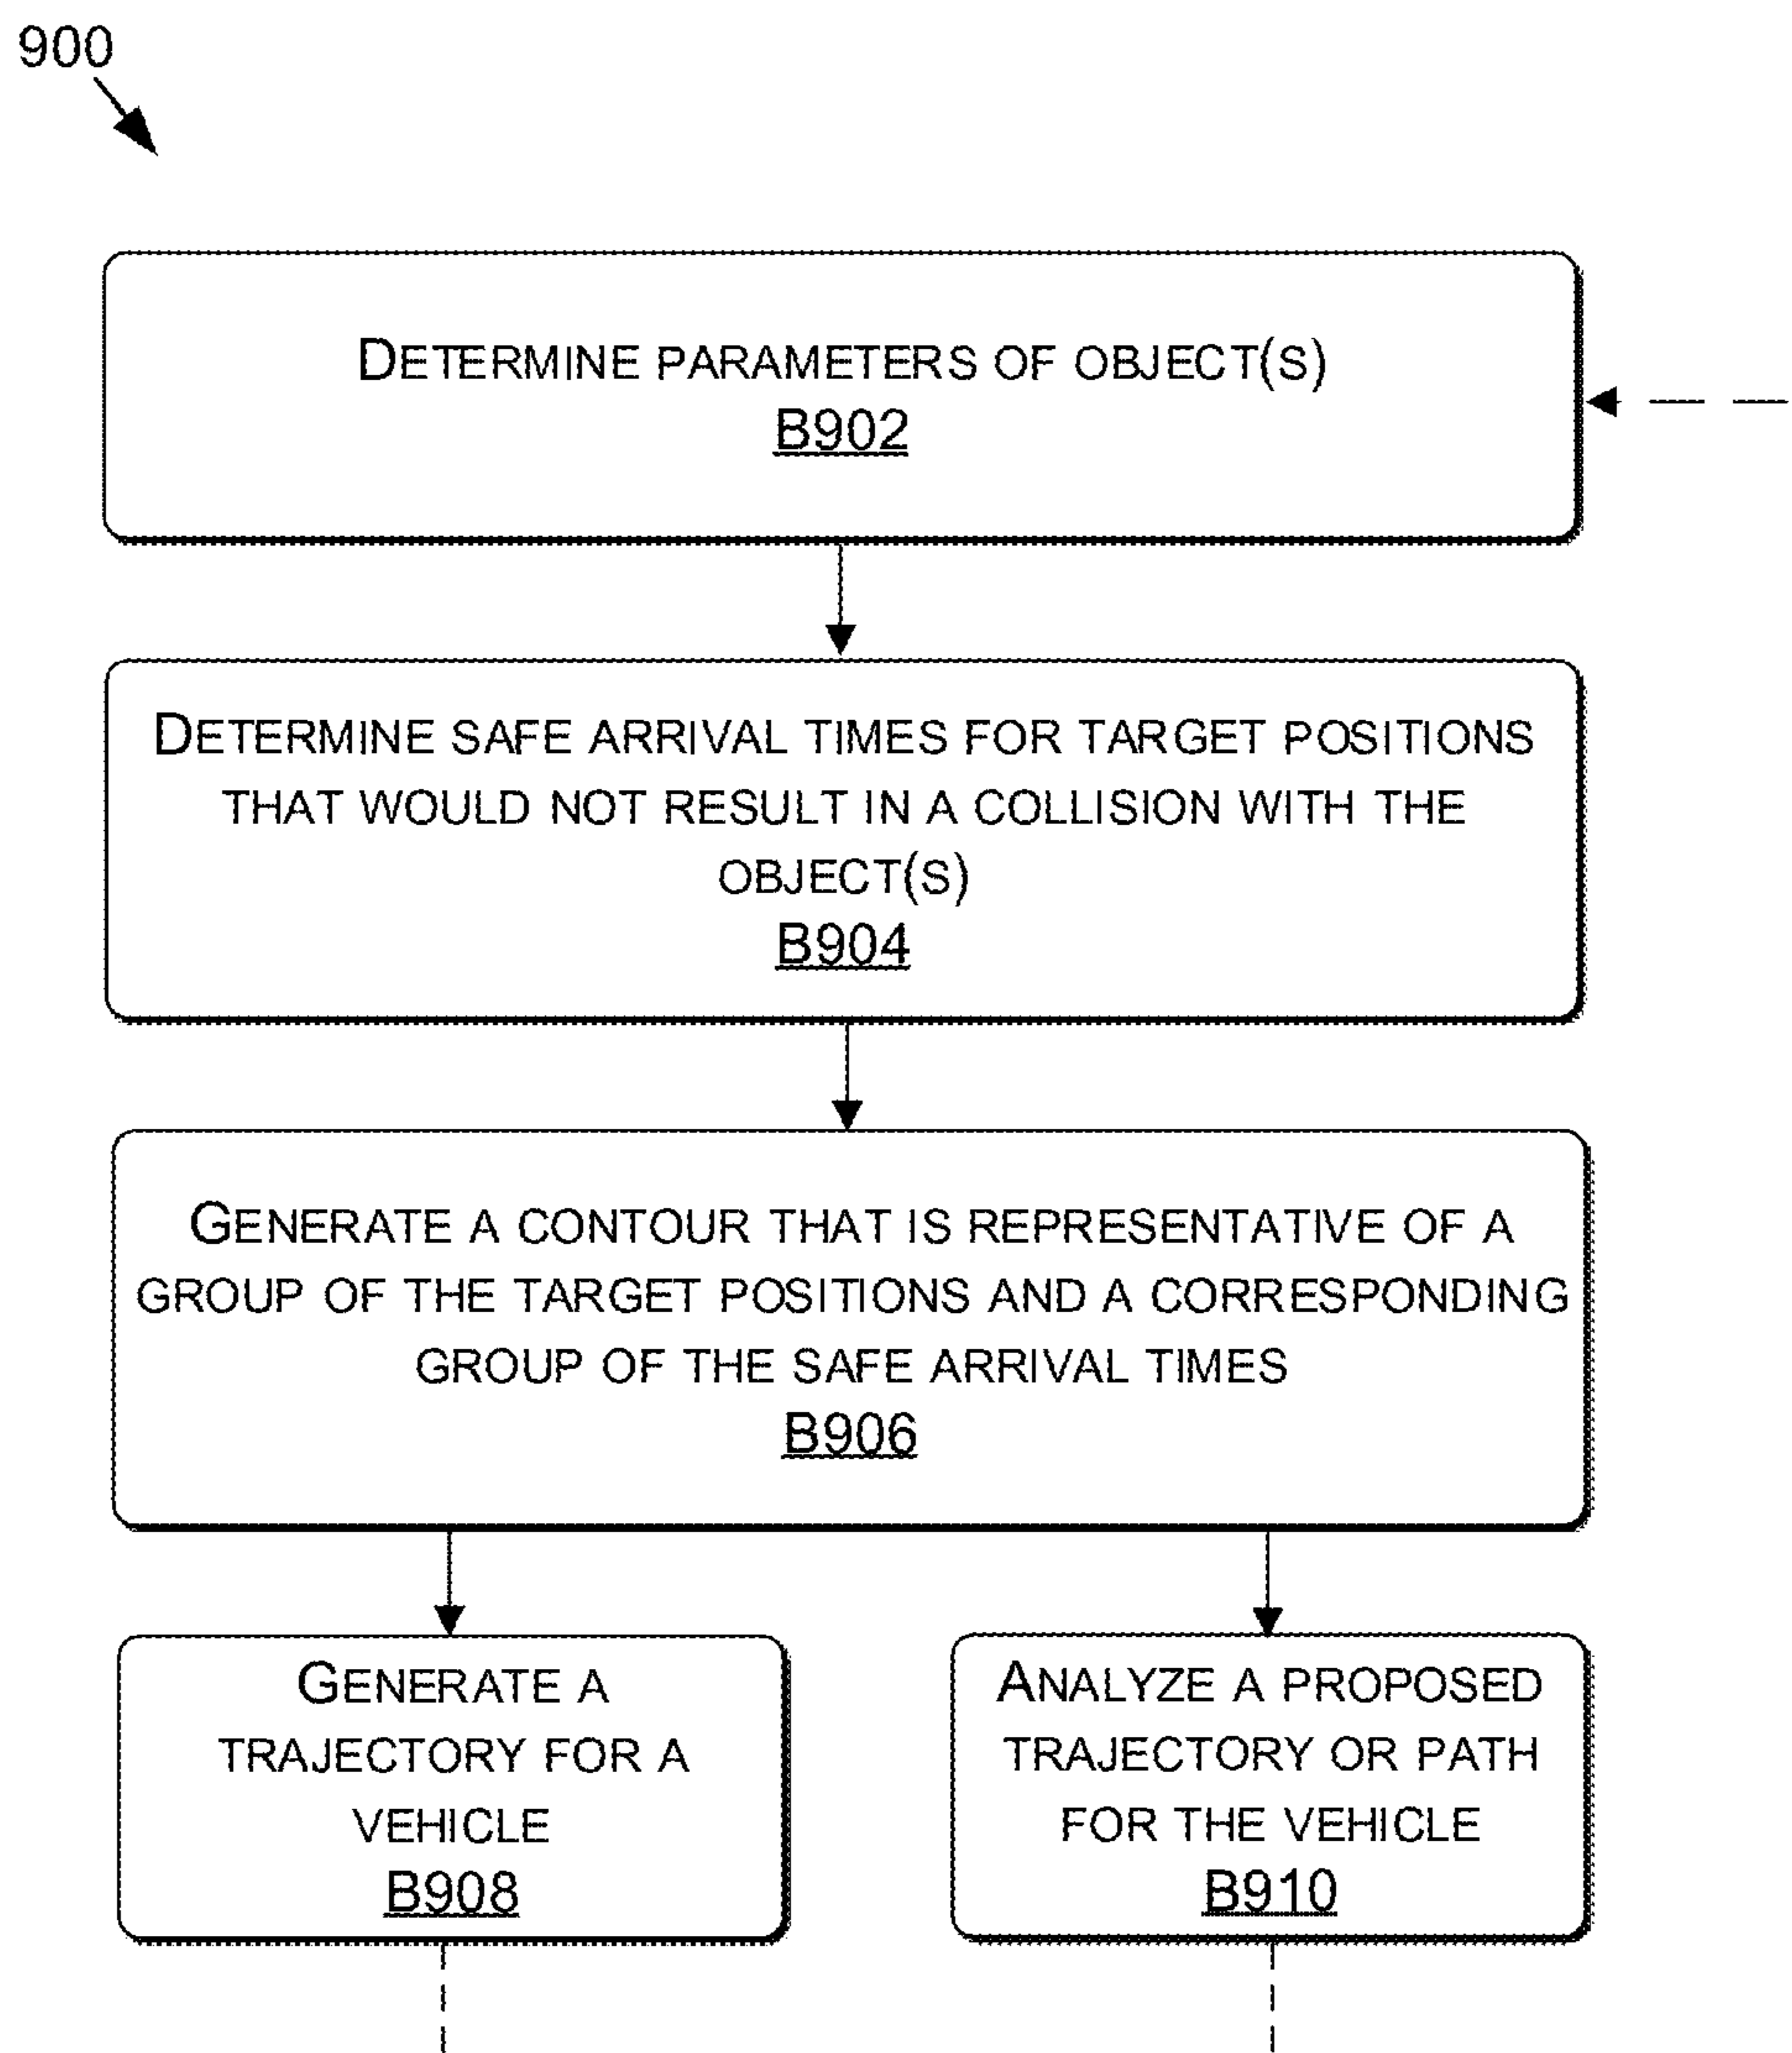 900
DETERMINE PARAMETERS OF OBJECT(S)
B902
DETERMINE SAFE ARRIVAL TIMES FOR TARGET POSITIONS
THAT WOULD NOT RESULT IN A COLLISION WITH THE
OBJECT(S)
B904
GENERATE A CONTOUR THAT IS REPRESENTATIVE OF A
GROUP OF THE TARGET POSITIONS AND A CORRESPONDING
GROUP OF THE SAFE ARRIVAL TIMES
B906
GENERATE A
TRAJECTORY FOR A
VEHICLE
B908
ANALYZE A PROPOSED
TRAJECTORY OR PATH
FOR THE VEHICLE
B910